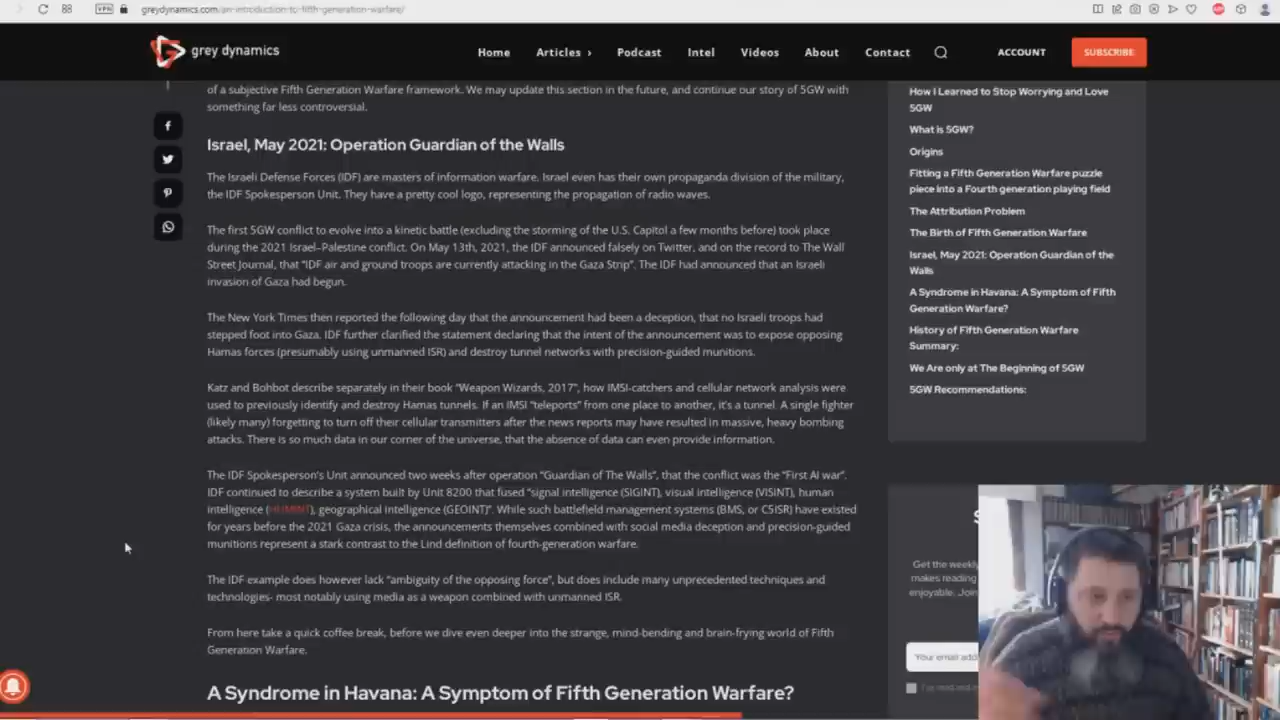 VPN
greydynamics.com/an-introduction-to-fifth-generation-warfare/
grey dynamics
Home
Articles ›
Podcast
Intel
Videos
About
Contact
ACCOUNT
SUBSCRIBE
of a subjective Fifth Generation Warfare framework. We may update this section in the future, and continue our story of 5GW with
something far less controversial.
Israel, May 2021: Operation Guardian of the Walls
The Israeli Defense Forces (IDF) are masters of information warfare. Israel even has their own propaganda division of the military,
the IDF Spokesperson Unit. They have a pretty cool logo, representing the propagation of radio waves.
The first 5GW conflict to evolve into a kinetic battle (excluding the storming of the U.S. Capitol a few months before) took place
during the 2021 Israel–Palestine conflict. On May 13th, 2021, the IDF announced falsely on Twitter, and on the record to The Wall
Street Journal, that "IDF air and ground troops are currently attacking in the Gaza Strip". The IDF had announced that an Israeli
invasion of Gaza had begun.
The New York Times then reported the following day that the announcement had been a deception, that no Israeli troops had
stepped foot into Gaza. IDF further clarified the statement declaring that the intent of the announcement was to expose opposing
Hamas forces (presumably using unmanned ISR) and destroy tunnel networks with precision-guided munitions.
Katz and Bohbot describe separately in their book "Weapon Wizards, 2017", how IMSI-catchers and cellular network analysis were
used to previously identify and destroy Hamas tunnels. If an IMSI "teleports" from one place to another, it's a tunnel. A single fighter
(likely many) forgetting to turn off their cellular transmitters after the news reports may have resulted in massive, heavy bombing
attacks. There is so much data in our corner of the universe, that the absence of data can even provide information.
The IDF Spokesperson's Unit announced two weeks after operation "Guardian of The Walls", that the conflict was the "First AI war".
IDF continued to describe a system built by Unit 8200 that fused "signal intelligence (SIGINT), visual intelligence (VISINT), human
intelligence (HUMINT), geographical intelligence (GEOINT)". While such battlefield management systems (BMS, or C5ISR) have existed
for years before the 2021 Gaza crisis, the announcements themselves combined with social media deception and precision-guided
munitions represent a stark contrast to the Lind definition of fourth-generation warfare.
The IDF example does however lack "ambiguity of the opposing force", but does include many unprecedented techniques and
technologies- most notably using media as a weapon combined with unmanned ISR.
From here take a quick coffee break, before we dive even deeper into the strange, mind-bending and brain-frying world of Fifth
Generation Warfare.
A Syndrome in Havana: A Symptom of Fifth Generation Warfare?
How I Learned to Stop Worrying and Love
5GW
What is 5GW?
Origins
Fitting a Fifth Generation Warfare puzzle
piece into a Fourth generation playing field
The Attribution Problem
The Birth of Fifth Generation Warfare
Israel, May 2021: Operation Guardian of the
Walls
A Syndrome in Havana: A Symptom of Fifth
Generation Warfare?
History of Fifth Generation Warfare
Summary:
We Are only at The Beginning of 5GW
5GW Recommendations:
S
Get the weekly
makes reading
enjoyable. Join
Your email add
I've read and